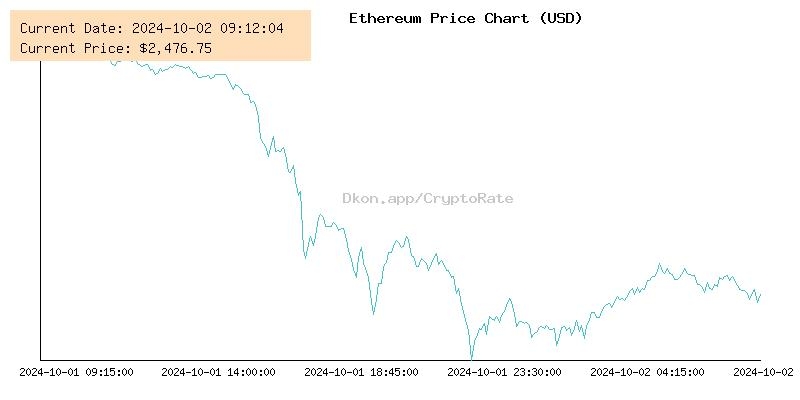 Ethereum Price Chart (USD)
Current Date: 2024-10-02 09:12:04
Current Price: $2,476.75
Dkon.app/CryptoRate
2024-10-01 09:15:00 2024-10-01 14:00:00 2024-10-01 18:45:00 2024-10-01 23:30:00 2024-10-02 04:15:00 2024-10-02